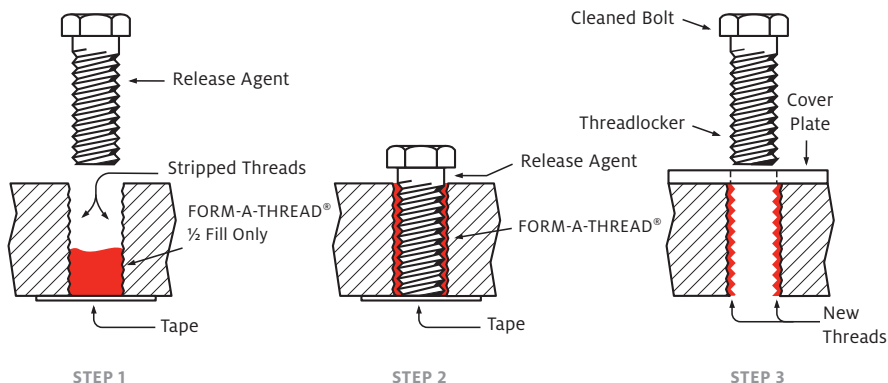 Release Agent
Stripped Threads
FORM-A-THREAD®
½ Fill Only
Tape
STEP 1
Release Agent
FORM-A-THREAD®
Tape
STEP 2
Cleaned Bolt
Threadlocker
Cover
Plate
New
Threads
STEP 3